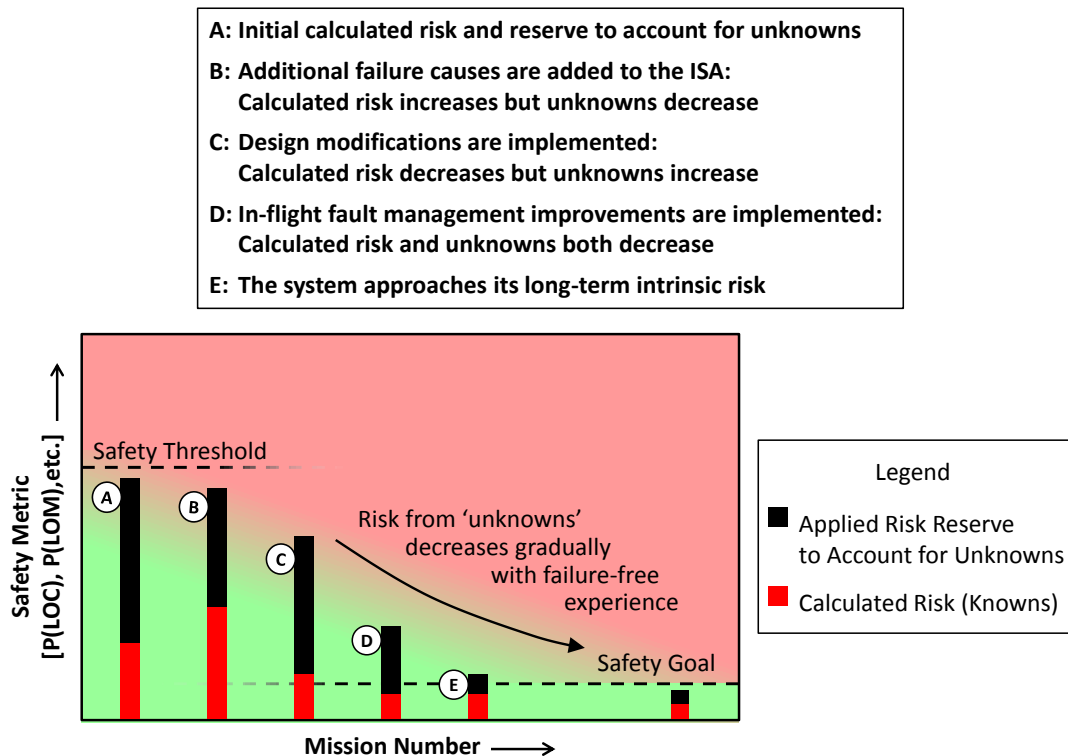 A: Initial calculated risk and reserve to account for unknowns
B: Additional failure causes are added to the ISA:
Calculated risk increases but unknowns decrease
C: Design modifications are implemented:
Calculated risk decreases but unknowns increase
D: In-flight fault management improvements are implemented:
Calculated risk and unknowns both decrease
E: The system approaches its long-term intrinsic risk
Safety Metric
[P(LOC), P(LOM),etc.]
Safety Threshold
A
B
C
D
E
Risk from ‘unknowns’
decreases gradually
with failure-free
experience
Safety Goal
Mission Number
Legend
Applied Risk Reserve
to Account for Unknowns
Calculated Risk (Knowns)